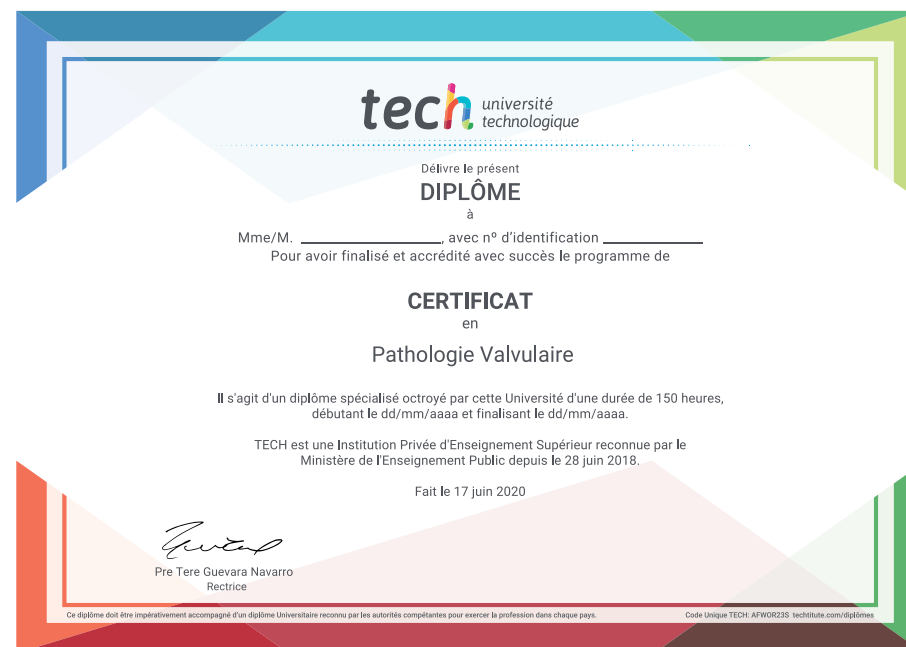 tech université
technologique
Délivre le présent
DIPLÔME
à
Mme/M. ____________________, avec nº d'identification ______________
Pour avoir finalisé et accrédité avec succès le programme de
CERTIFICAT
en
Pathologie Valvulaire
Il s'agit d'un diplôme spécialisé octroyé par cette Université d'une durée de 150 heures,
débutant le dd/mm/aaaa et finalisant le dd/mm/aaaa.
TECH est une Institution Privée d'Enseignement Supérieur reconnue par le
Ministère de l'Enseignement Public depuis le 28 juin 2018.
Fait le 17 juin 2020
Pre Tere Guevara Navarro
Rectrice
Ce diplôme doit être impérativement accompagné d'un diplôme Universitaire reconnu par les autorités compétantes pour exercer la profession dans chaque pays.
Code Unique TECH: AFWOR23S techtitute.com/diplômes